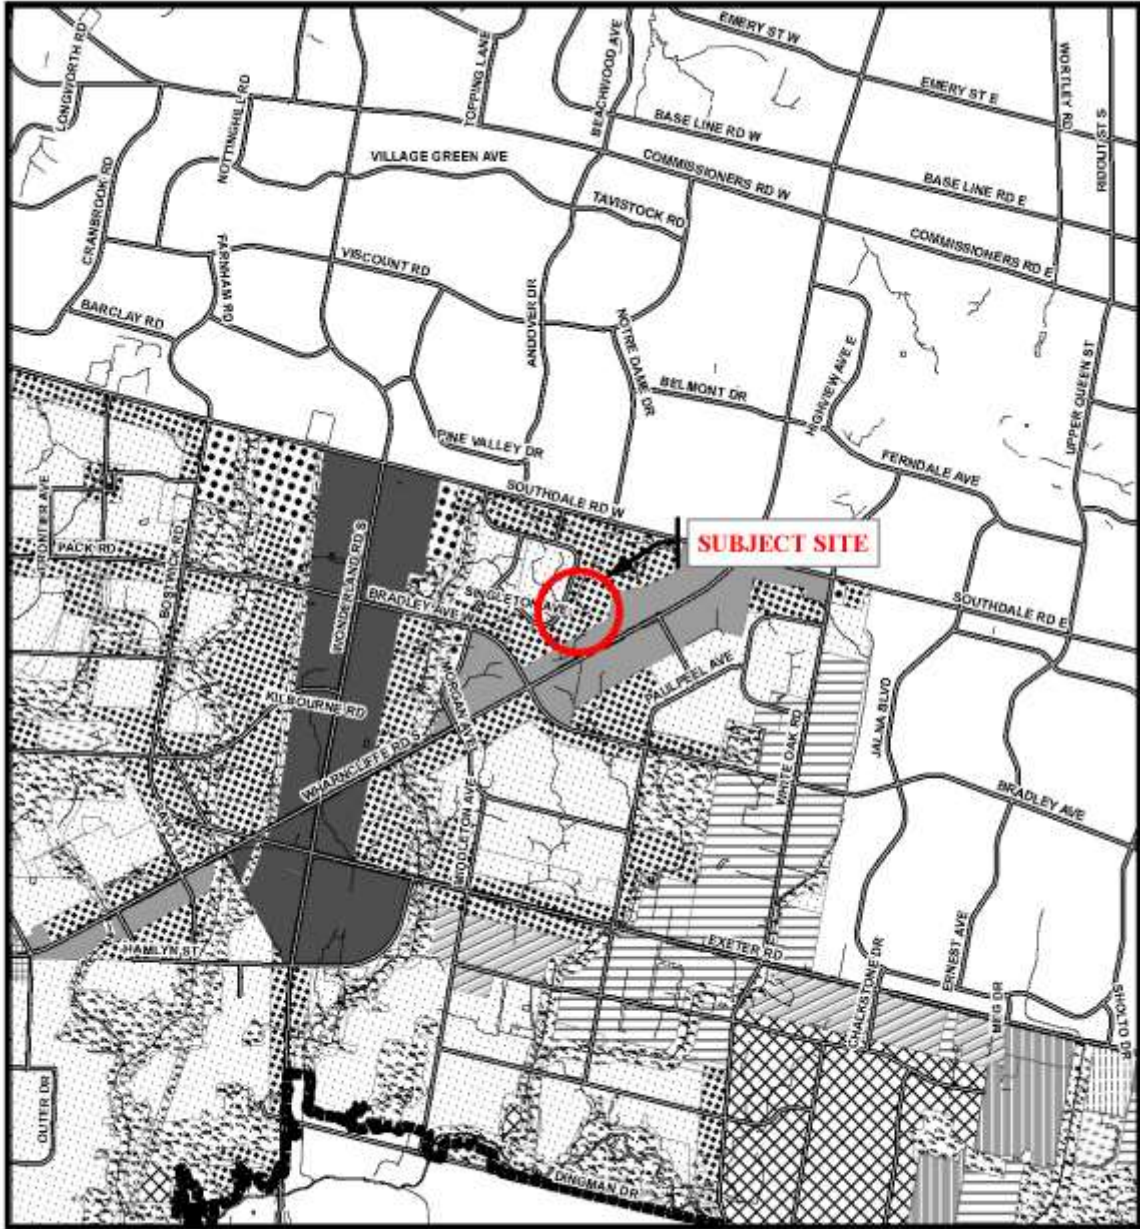 EMERY ST W
LONGWORTH RD
NOTTINGHILL RD
TOPPING LANE
BEACHWOOD AVE
WORTLEY RD
EMERY ST E
RIDOUT ST S
BASE LINE RD W
VILLAGE GREEN AVE
COMMISSIONERS RD W
BASE LINE RD E
CRANBROOK RD
TAVISTOCK RD
COMMISSIONERS RD E
FARNHAM RD
VISCOUNT RD
ANDOVER DR
BARCLAY RD
NOTRE DAME DR
HIGHVIEW AVE E
UPPER QUEEN ST
BELMONT DR
PINE VALLEY DR
FERNDALE AVE
SOUTHDALE RD W
FRONTIER AVE
PACK RD
BOSTWICK RD
WONDERLAND RD S
SUBJECT SITE
BRADLEY AVE
SINGLETON AVE
SOUTHDALE RD E
PAULPEEL AVE
KILBOURNE RD
JALNA BLVD
WHITE OAK RD
WHARNCLIFFE RD S
BRADLEY AVE
MIDDLETON AVE
HAMLYN ST
EXETER RD
CHALKSTONE DR
ERNEST AVE
MEG DR
SHOLTO DR
OUTER DR
DINGMAN DR